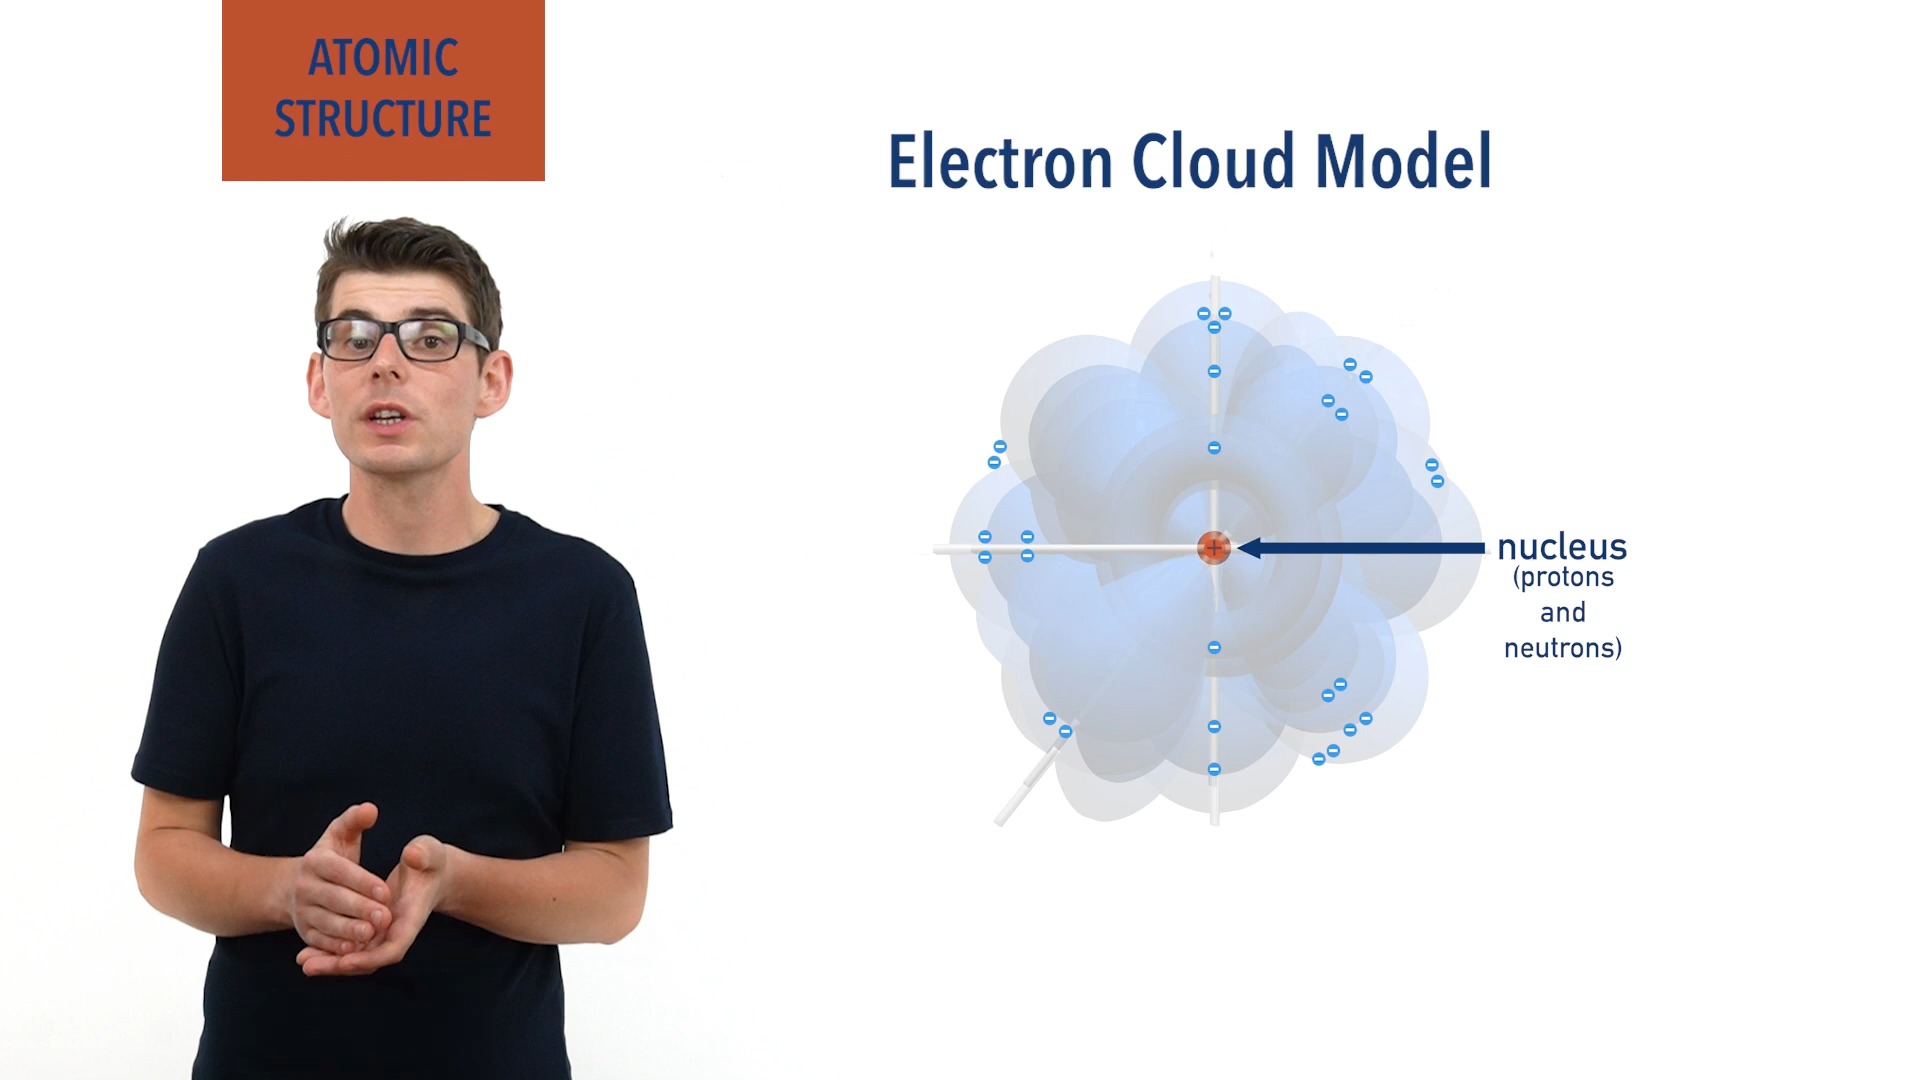 ATOMIC
STRUCTURE
Electron Cloud Model
nucleus
(protons
and
neutrons)